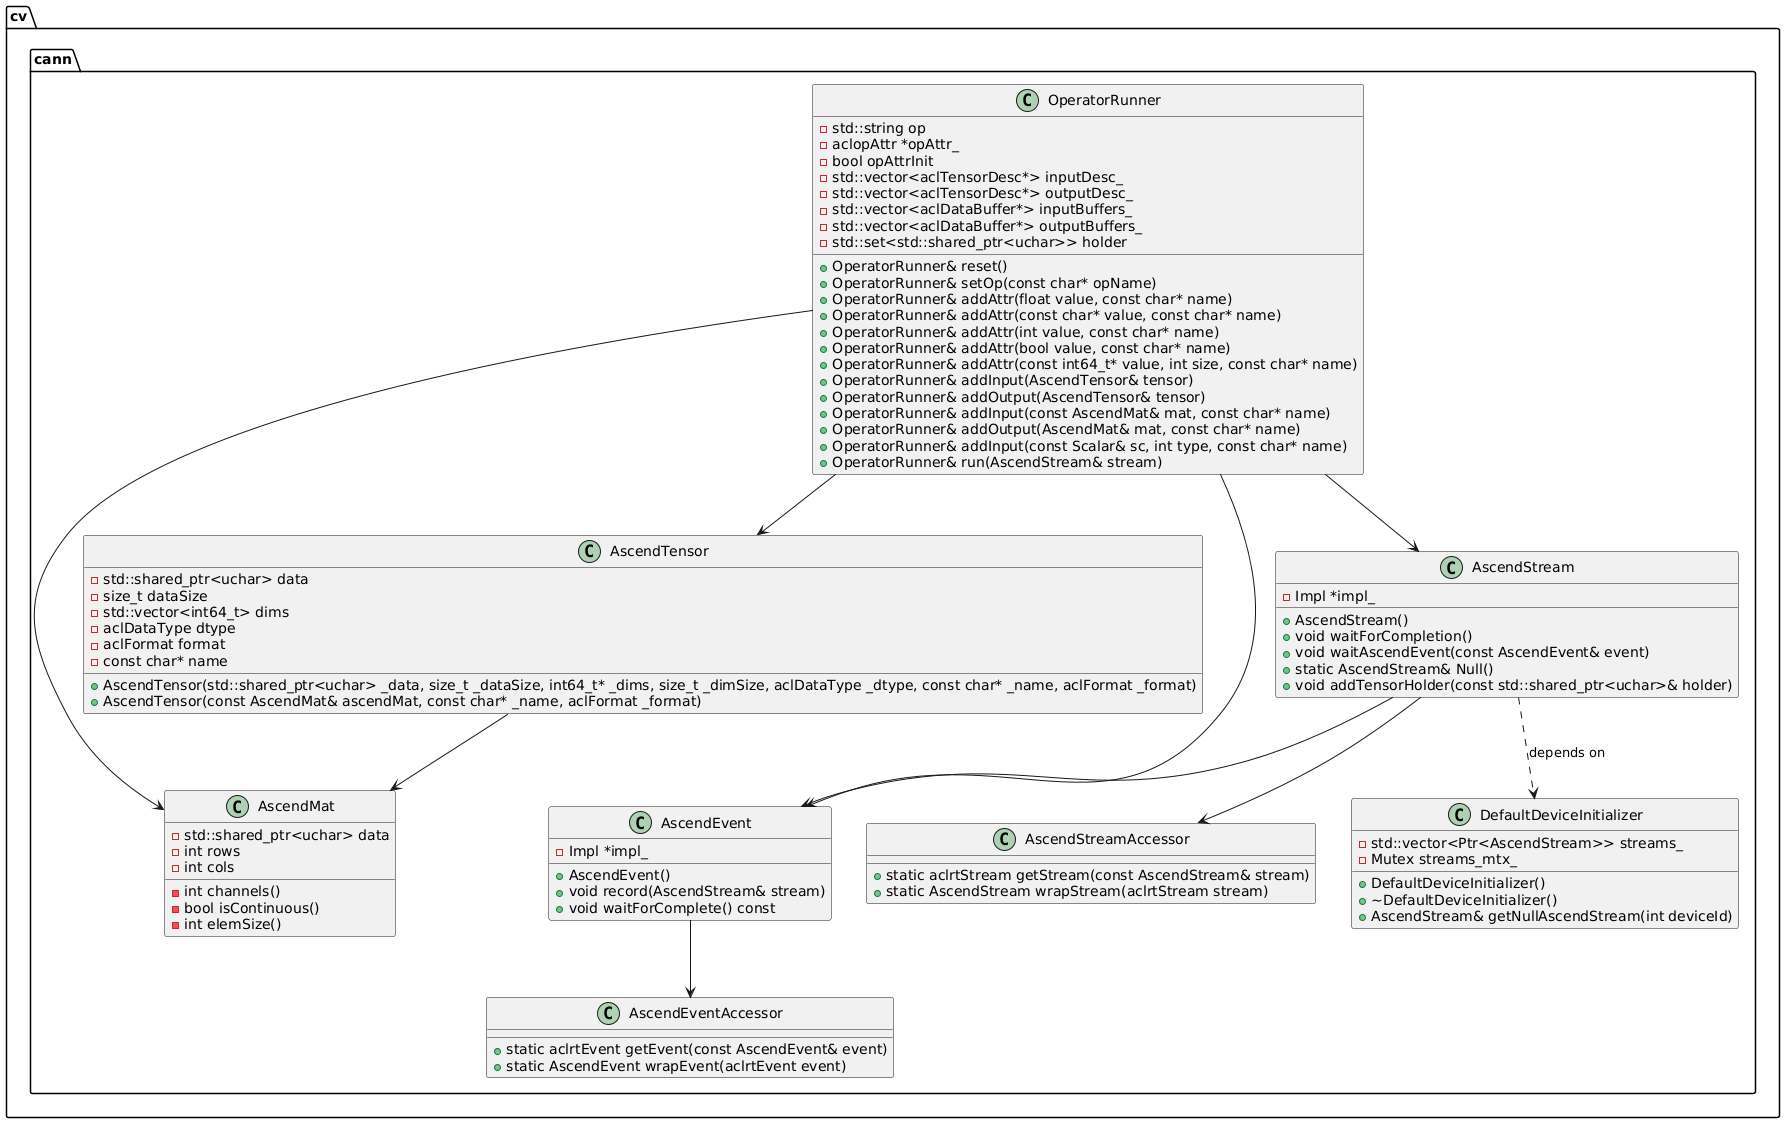 cv
cann
C OperatorRunner
std::string op
aclopAttr *opAttr_
bool opAttrInit
std::vector<aclTensorDesc*> inputDesc_
std::vector<aclTensorDesc*> outputDesc_
std::vector<aclDataBuffer*> inputBuffers_
std::vector<aclDataBuffer*> outputBuffers_
std::set<std::shared_ptr<uchar>> holder
OperatorRunner& reset()
OperatorRunner& setOp(const char* opName)
OperatorRunner& addAttr(float value, const char* name)
OperatorRunner& addAttr(const char* value, const char* name)
OperatorRunner& addAttr(int value, const char* name)
OperatorRunner& addAttr(bool value, const char* name)
OperatorRunner& addAttr(const int64_t* value, int size, const char* name)
OperatorRunner& addInput(AscendTensor& tensor)
OperatorRunner& addOutput(AscendTensor& tensor)
OperatorRunner& addInput(const AscendMat& mat, const char* name)
OperatorRunner& addOutput(AscendMat& mat, const char* name)
OperatorRunner& addInput(const Scalar& sc, int type, const char* name)
OperatorRunner& run(AscendStream& stream)
C AscendTensor
std::shared_ptr<uchar> data
size_t dataSize
std::vector<int64_t> dims
aclDataType dtype
aclFormat format
const char* name
AscendTensor(std::shared_ptr<uchar> _data, size_t _dataSize, int64_t* _dims, size_t _dimSize, aclDataType _dtype, const char* _name, aclFormat _format)
AscendTensor(const AscendMat& ascendMat, const char* _name, aclFormat _format)
C AscendStream
Impl *impl_
AscendStream()
void waitForCompletion()
void waitAscendEvent(const AscendEvent& event)
static AscendStream& Null()
void addTensorHolder(const std::shared_ptr<uchar>& holder)
depends on
C AscendMat
std::shared_ptr<uchar> data
int rows
int cols
int channels()
bool isContinuous()
int elemSize()
C AscendEvent
Impl *impl_
AscendEvent()
void record(AscendStream& stream)
void waitForComplete() const
C AscendStreamAccessor
static aclrtStream getStream(const AscendStream& stream)
static AscendStream wrapStream(aclrtStream stream)
C DefaultDeviceInitializer
std::vector<Ptr<AscendStream>> streams_
Mutex streams_mtx_
DefaultDeviceInitializer()
~DefaultDeviceInitializer()
AscendStream& getNullAscendStream(int deviceId)
C AscendEventAccessor
static aclrtEvent getEvent(const AscendEvent& event)
static AscendEvent wrapEvent(aclrtEvent event)